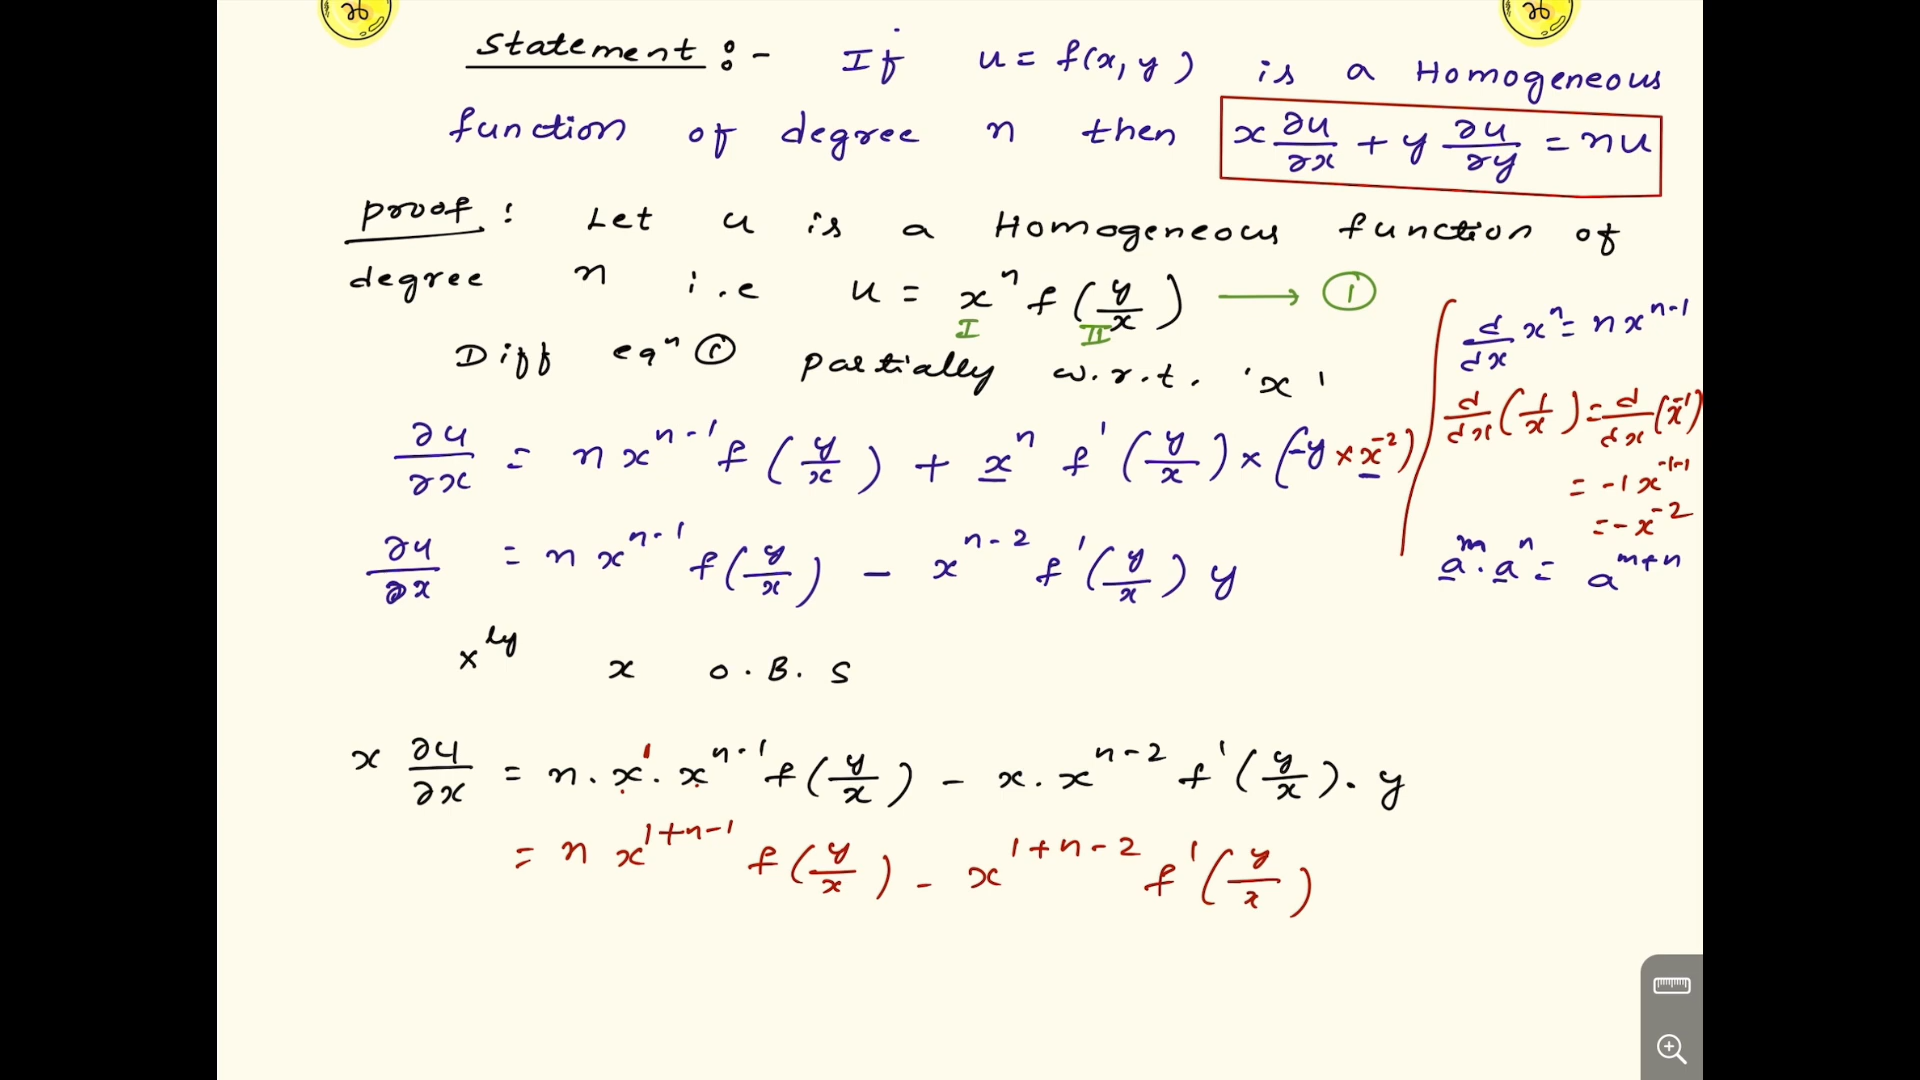 Statement :- If u = f(x, y) is a Homogeneous
function of degree n then x ∂u/∂x + y ∂u/∂y = nu
Proof : Let u is a Homogeneous function of
degree n i.e u = xⁿ f(y/x) ⟶ ①
I II
Diff eqⁿ ① partially w.r.t. 'x'
∂u/∂x = n xⁿ⁻¹ f(y/x) + xⁿ f'(y/x) × (-y × x⁻²)
∂u/∂x = n xⁿ⁻¹ f(y/x) - xⁿ⁻² f'(y/x) y
×ly x O.B.S
x ∂u/∂x = n . x¹ . xⁿ⁻¹ f(y/x) - x . xⁿ⁻² f'(y/x) . y
= n x¹⁺ⁿ⁻¹ f(y/x) - x¹⁺ⁿ⁻² f'(y/x)
d/dx xⁿ = n xⁿ⁻¹
d/dx (1/x) = d/dx (x⁻¹)
= -1 x⁻¹⁻¹
= -x⁻²
aᵐ . aⁿ = aᵐ⁺ⁿ